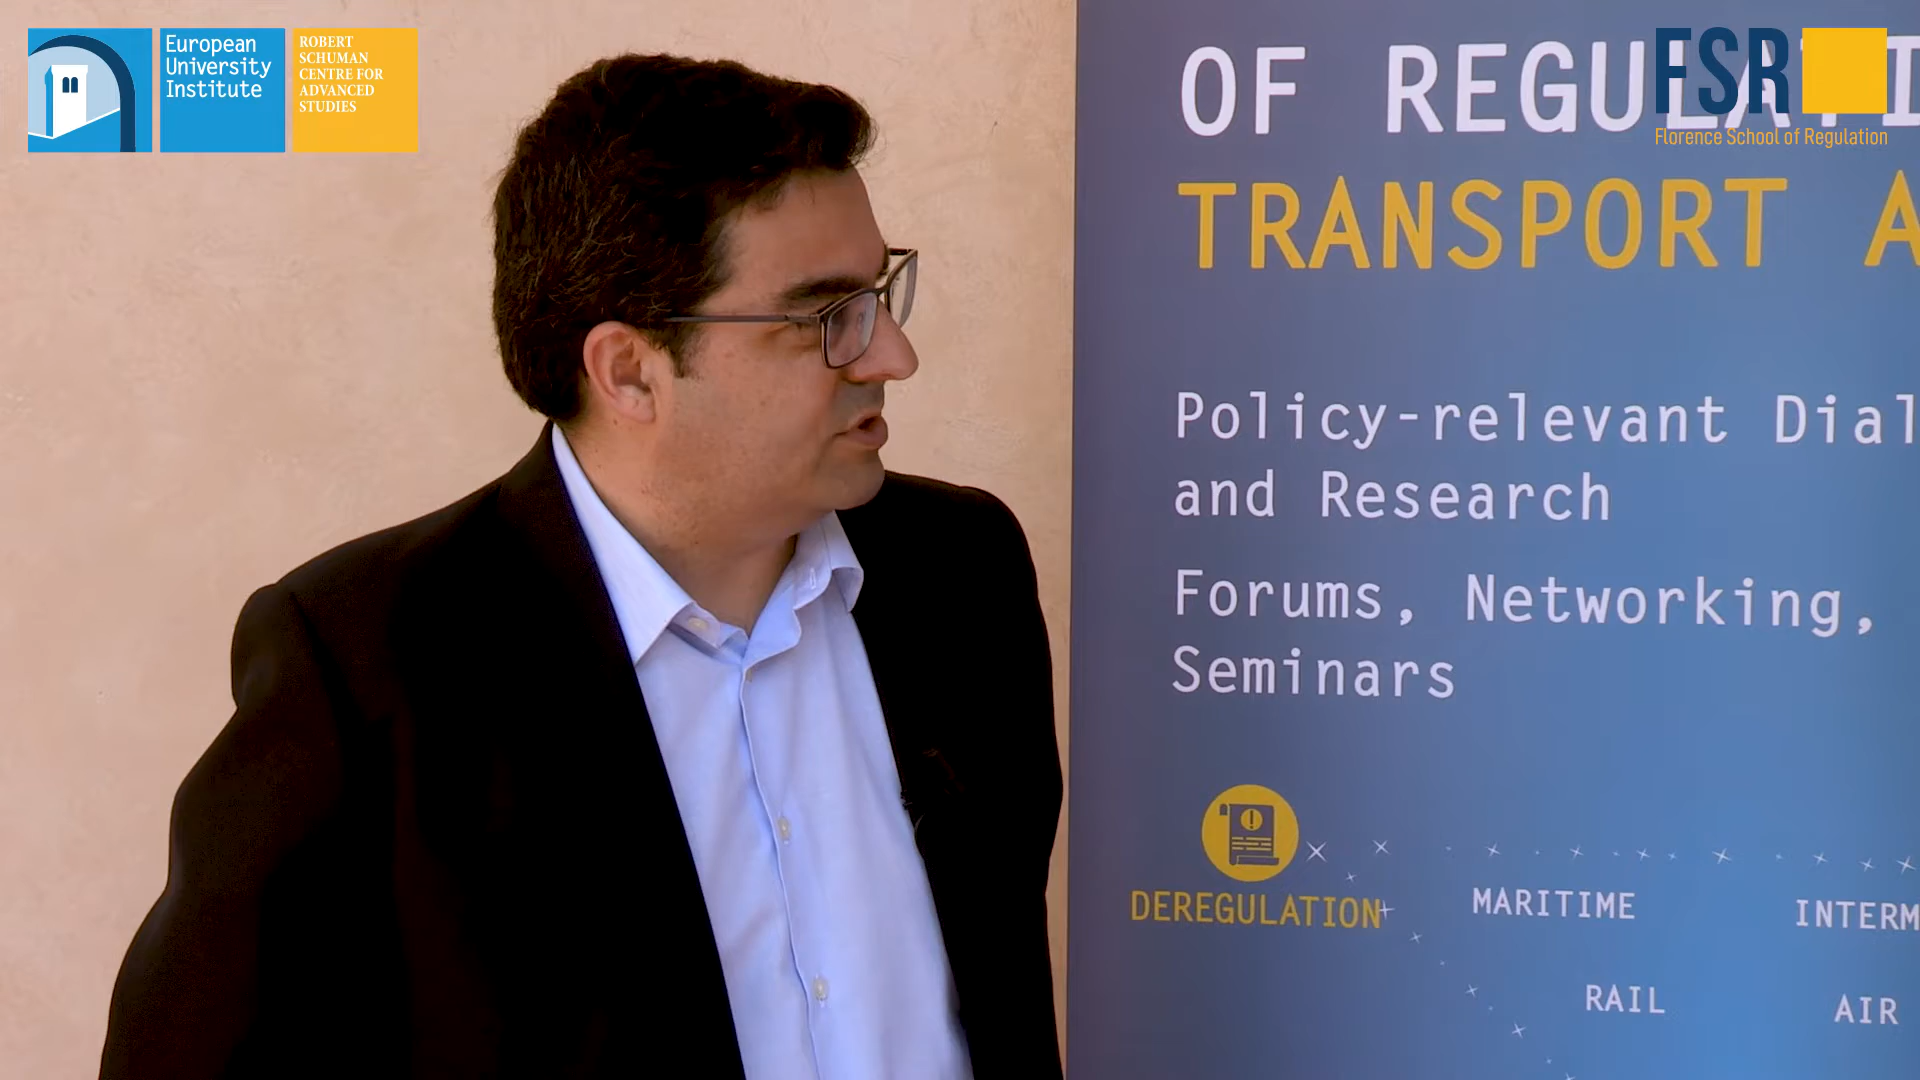 European
University
Institute
ROBERT
SCHUMAN
CENTRE FOR
ADVANCED
STUDIES
FSR
Florence School of Regulation
OF REGULATI
TRANSPORT A
Policy-relevant Dial
and Research
Forums, Networking,
Seminars
DEREGULATION
MARITIME
INTERM
RAIL
AIR